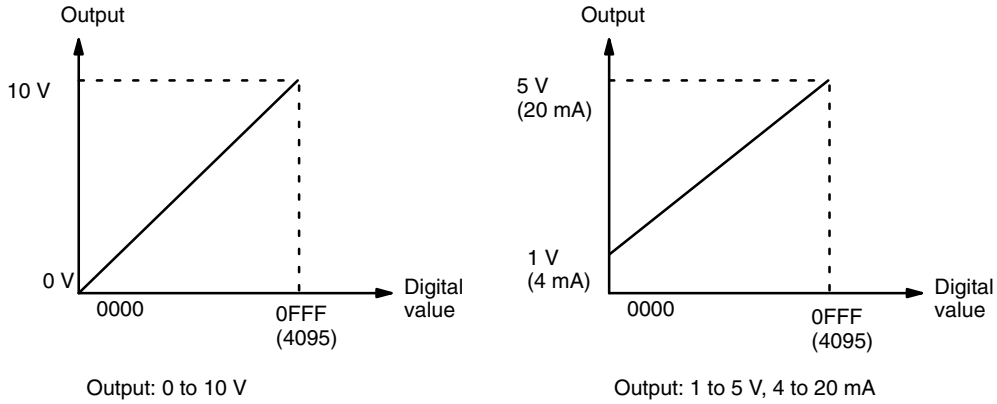 Output
10 V
0 V
0000
0FFF
(4095)
Digital
value
Output: 0 to 10 V
Output
5 V
(20 mA)
1 V
(4 mA)
0000
0FFF
(4095)
Digital
value
Output: 1 to 5 V, 4 to 20 mA